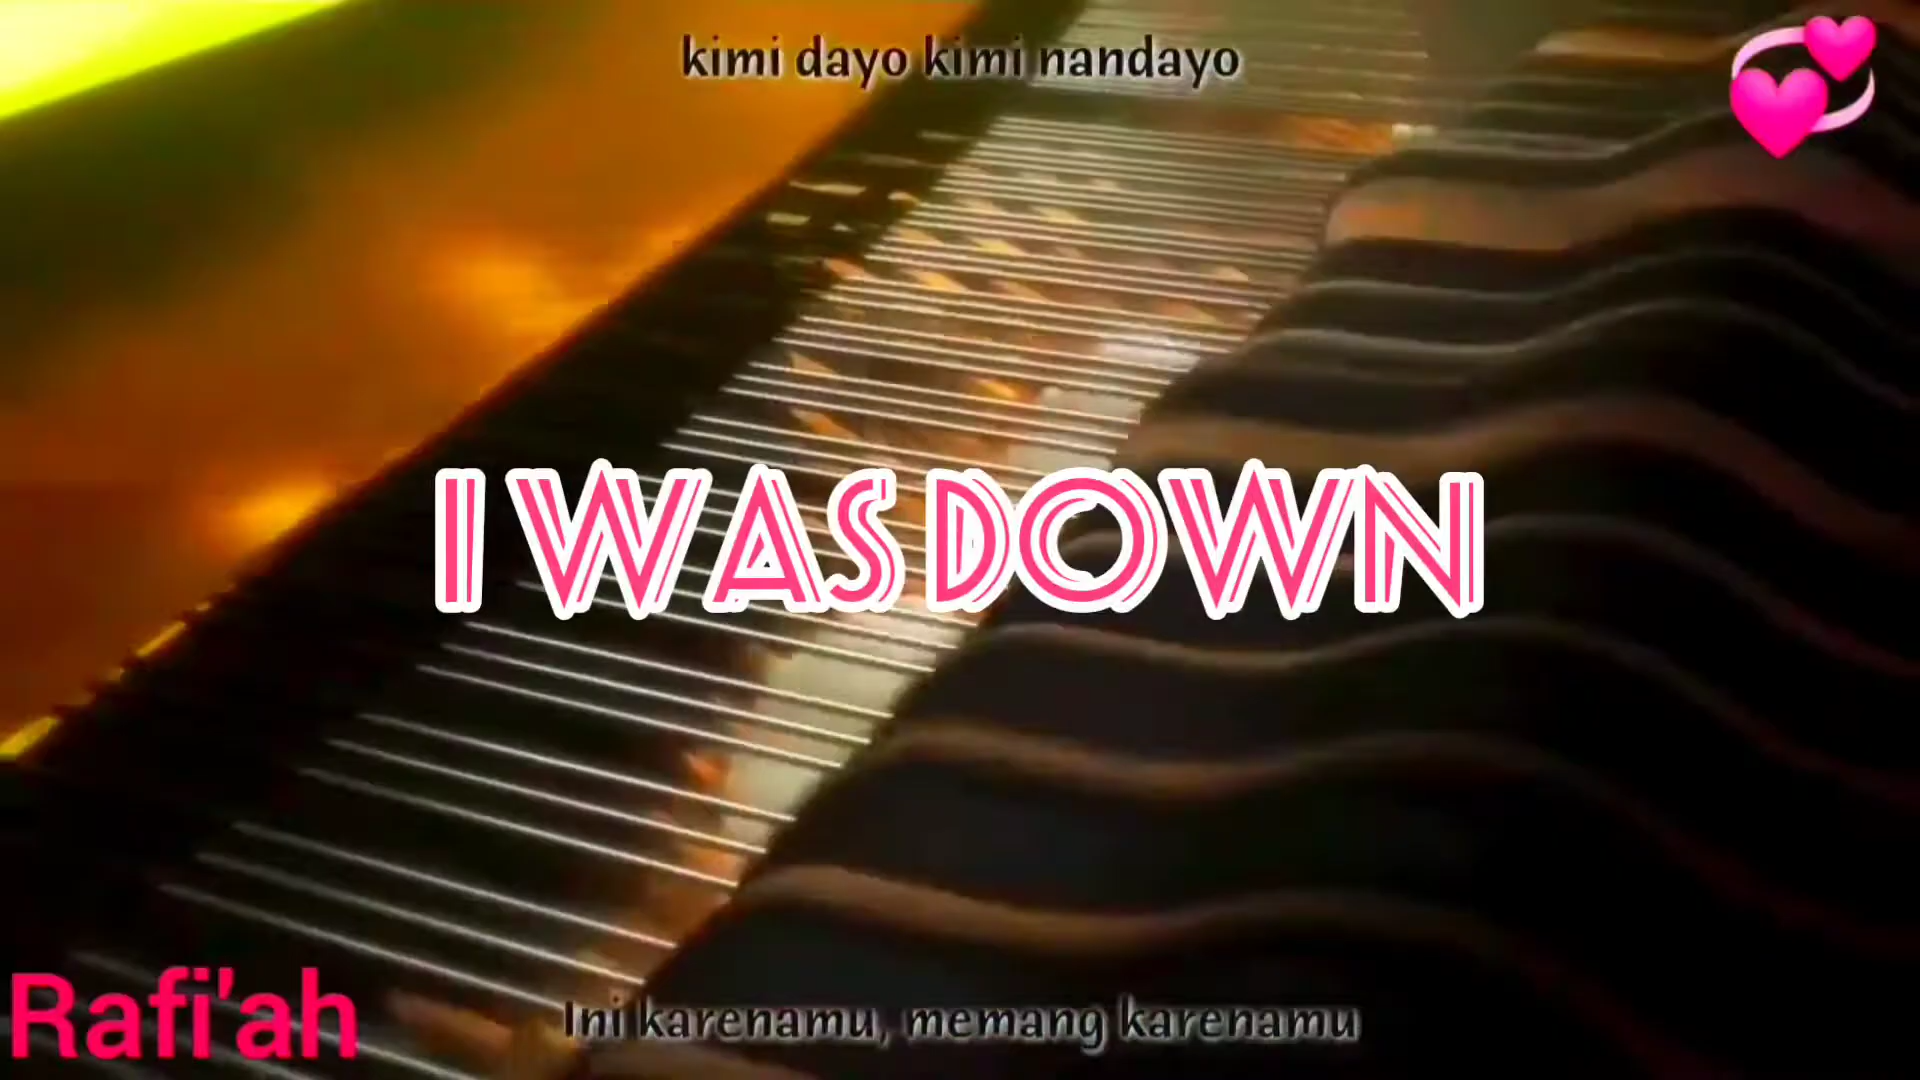 kimi dayo kimi nandayo
I WAS DOWN
Rafi'ah
Ini karenamu, memang karenamu